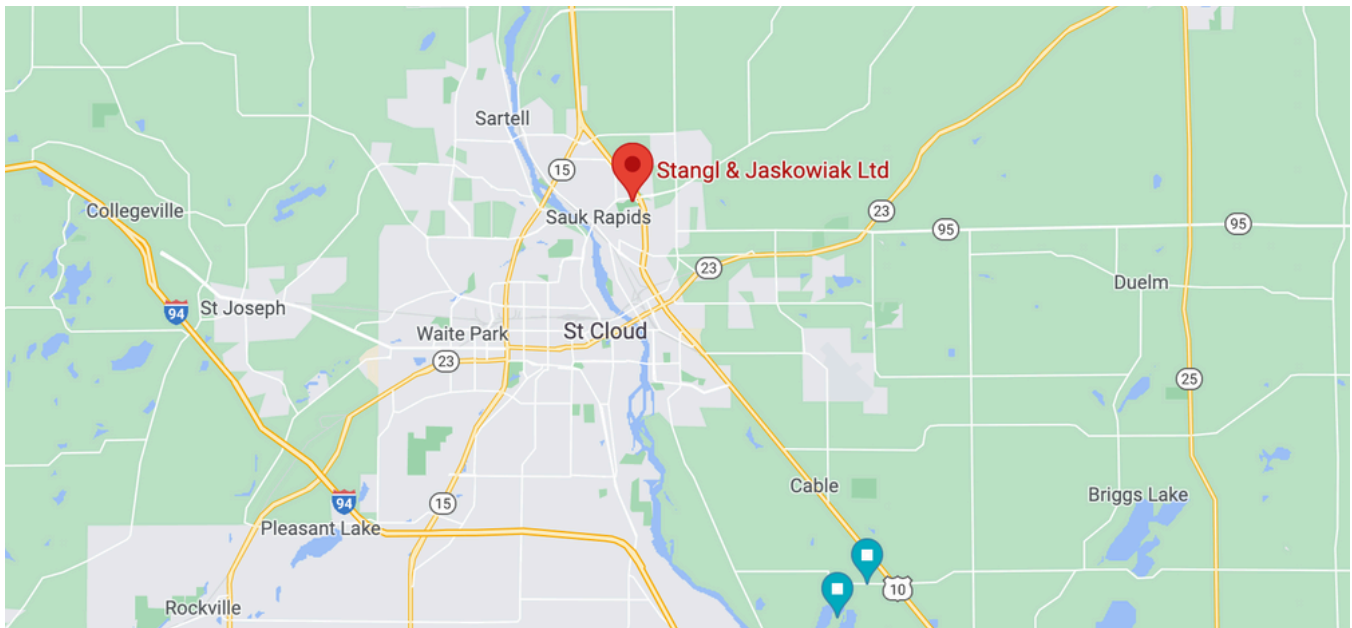 Sartell
15
Stangl & Jaskowiak Ltd
Collegeville
Sauk Rapids
23
95
95
23
Duelm
St Joseph
94
Waite Park
St Cloud
23
25
Cable
Briggs Lake
94
15
Pleasant Lake
10
Rockville